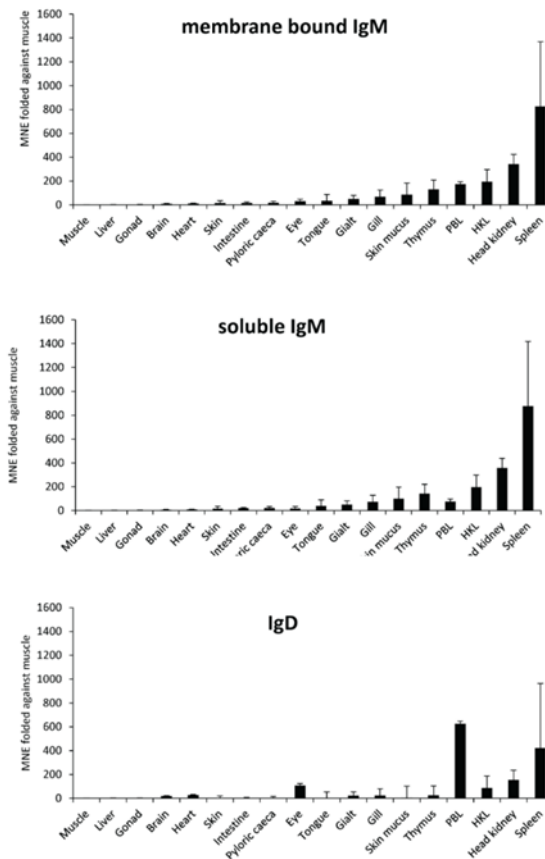 membrane bound IgM
MNE folded against muscle
1600
1400
1200
1000
800
600
400
200
0
Muscle
Liver
Gonad
Brain
Heart
Skin
Intestine
Pyloric caeca
Eye
Tongue
Gialt
Gill
Skin mucus
Thymus
PBL
HKL
Head kidney
Spleen
soluble IgM
MNE folded against muscle
1600
1400
1200
1000
800
600
400
200
0
Muscle
Liver
Gonad
Brain
Heart
Skin
Intestine
oric caeca
Eye
Tongue
Gialt
Gill
in mucus
Thymus
PBL
HKL
d kidney
Spleen
IgD
MNE folded against muscle
1600
1400
1200
1000
800
600
400
200
0
Muscle
Liver
Gonad
Brain
Heart
Skin
Intestine
Pyloric caeca
Eye
Tongue
Gialt
Gill
Skin mucus
Thymus
PBL
HKL
Head kidney
Spleen